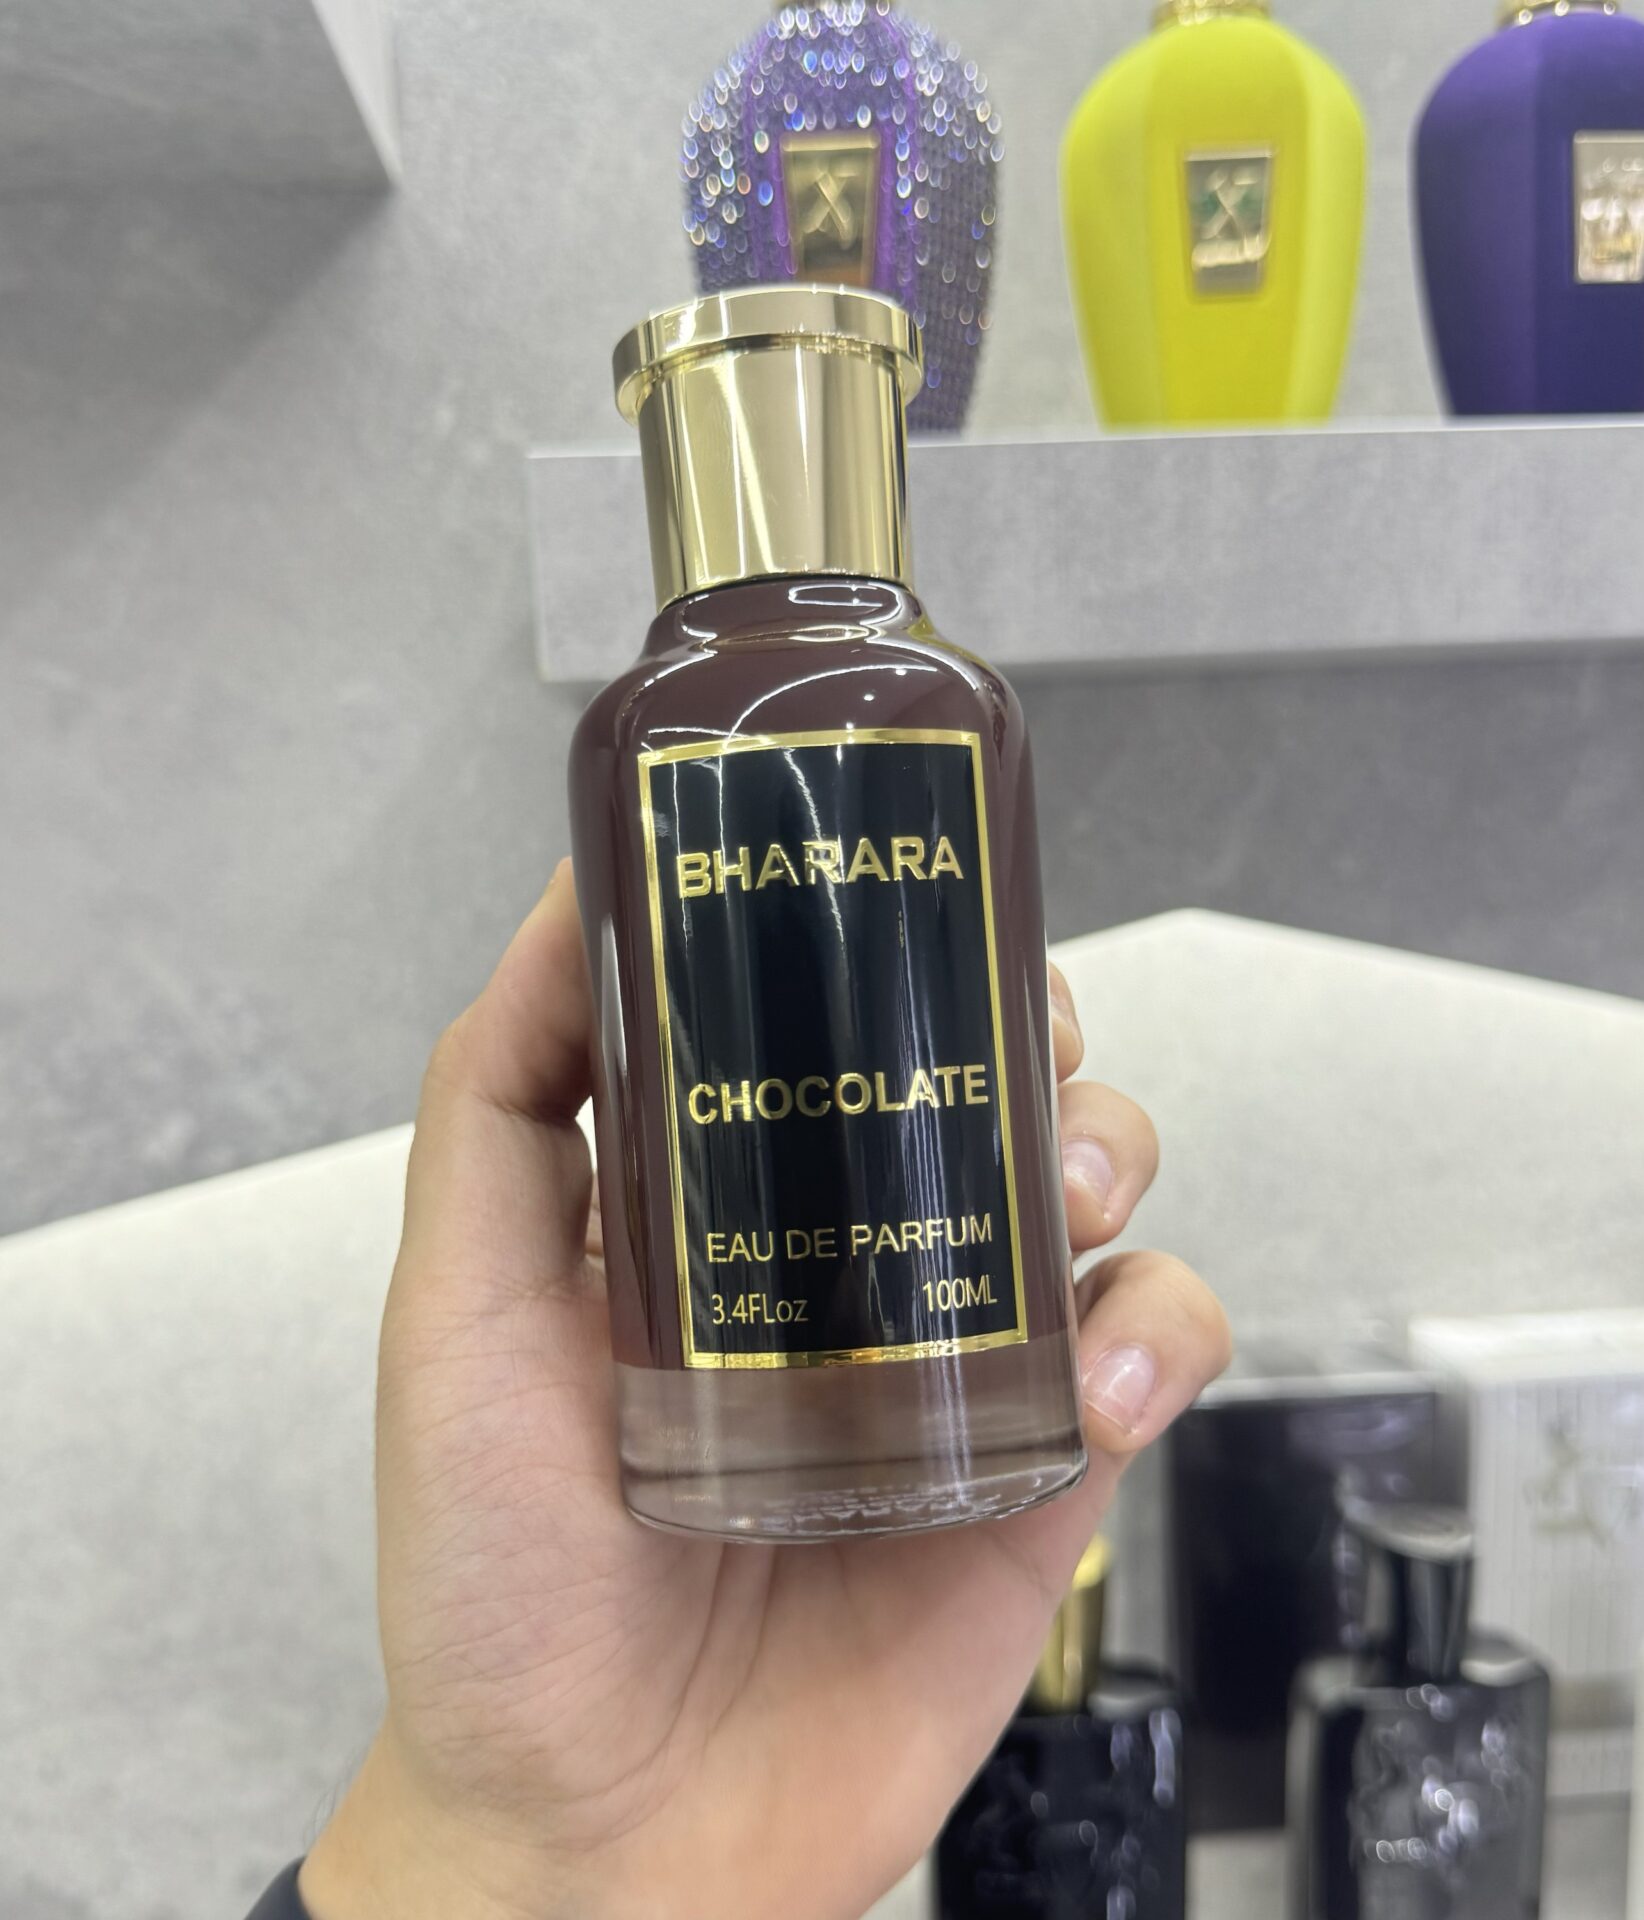 BHARARA
CHOCOLATE
EAU DE PARFUM
3.4FLoz 100ML